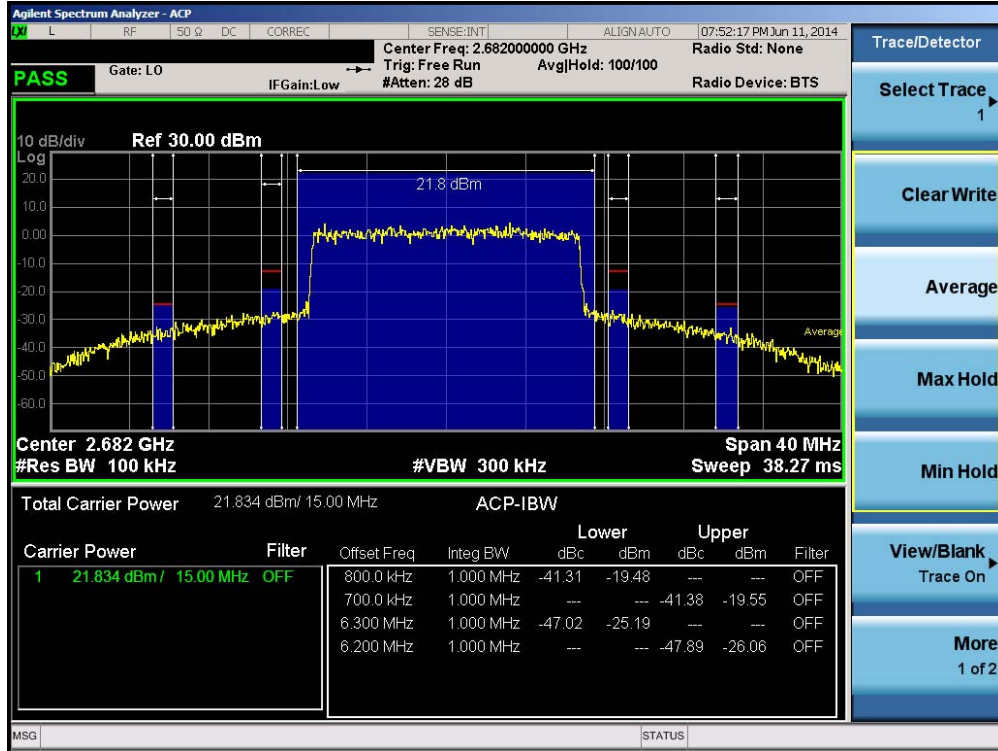 Agilent Spectrum Analyzer - ACP
LXI L RF 50 Ω DC CORREC SENSE:INT ALIGN AUTO 07:52:17 PM Jun 11, 2014
Center Freq: 2.682000000 GHz Radio Std: None
PASS Gate: LO Trig: Free Run Avg|Hold: 100/100
IFGain:Low #Atten: 28 dB Radio Device: BTS
10 dB/div Ref 30.00 dBm
Log
20.0
21.8 dBm
10.0
0.00
-10.0
-20.0
-30.0
Average
-40.0
-50.0
-60.0
Center 2.682 GHz Span 40 MHz
#Res BW 100 kHz #VBW 300 kHz Sweep 38.27 ms
Total Carrier Power 21.834 dBm/ 15.00 MHz ACP-IBW
Lower Upper
Carrier Power Filter Offset Freq Integ BW dBc dBm dBc dBm Filter
1 21.834 dBm / 15.00 MHz OFF 800.0 kHz 1.000 MHz -41.31 -19.48 --- --- OFF
700.0 kHz 1.000 MHz --- --- -41.38 -19.55 OFF
6.300 MHz 1.000 MHz -47.02 -25.19 --- --- OFF
6.200 MHz 1.000 MHz --- --- -47.89 -26.06 OFF
MSG STATUS
Trace/Detector
Select Trace
1
Clear Write
Average
Max Hold
Min Hold
View/Blank
Trace On
More
1 of 2